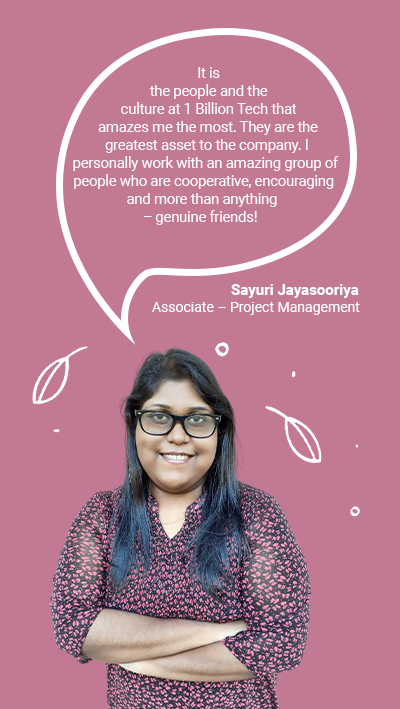 It is
the people and the
culture at 1 Billion Tech that
amazes me the most. They are the
greatest asset to the company. I
personally work with an amazing group of
people who are cooperative, encouraging
and more than anything
– genuine friends!
Sayuri Jayasooriya
Associate – Project Management